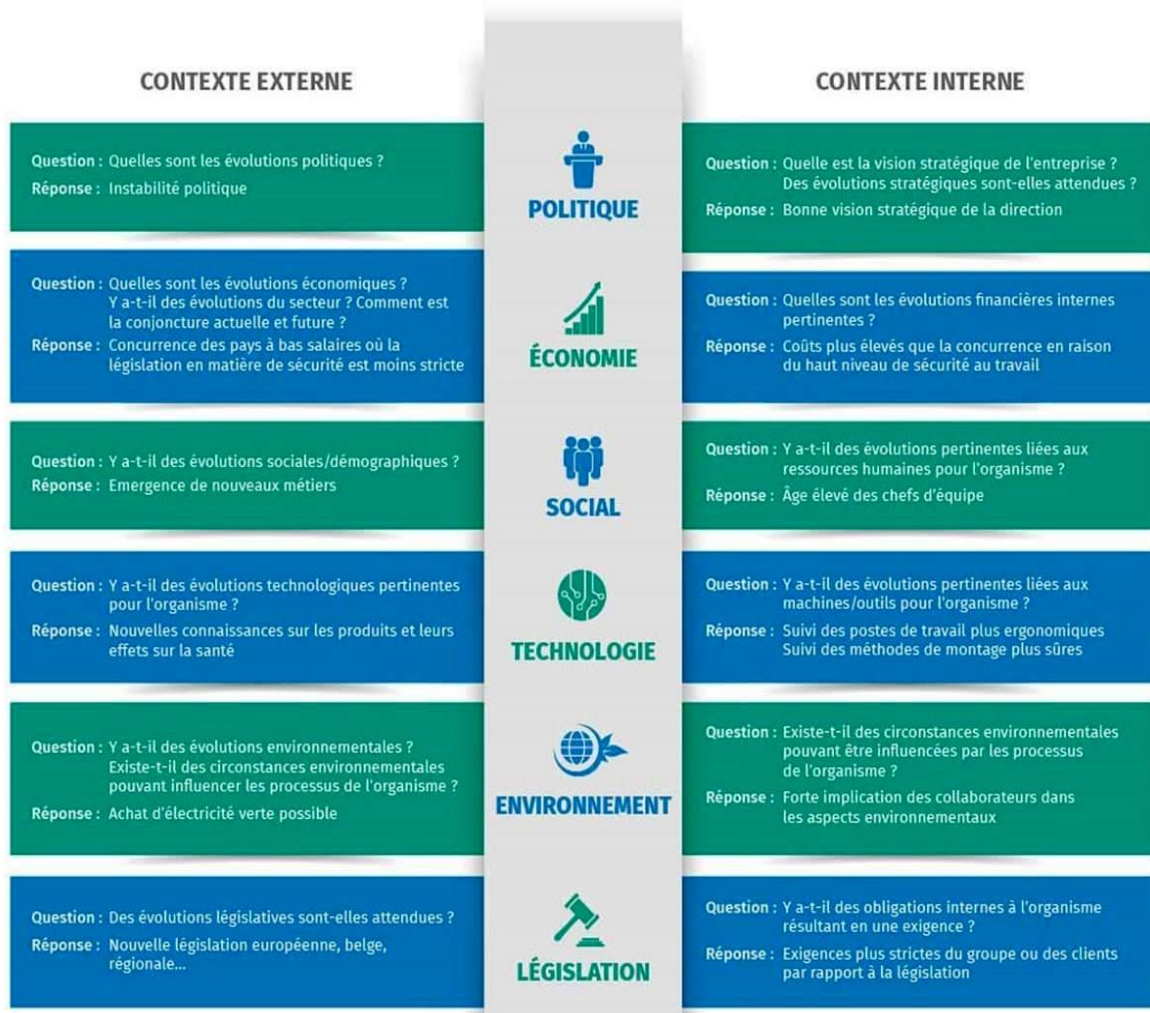 CONTEXTE EXTERNE
CONTEXTE INTERNE
Question : Quelles sont les évolutions politiques ?
Réponse : Instabilité politique
POLITIQUE
Question : Quelle est la vision stratégique de l'entreprise ?
Des évolutions stratégiques sont-elles attendues ?
Réponse : Bonne vision stratégique de la direction
Question : Quelles sont les évolutions économiques ?
Y a-t-il des évolutions du secteur ? Comment est
la conjoncture actuelle et future ?
Réponse : Concurrence des pays à bas salaires où la
législation en matière de sécurité est moins stricte
ÉCONOMIE
Question : Quelles sont les évolutions financières internes
pertinentes ?
Réponse : Coûts plus élevés que la concurrence en raison
du haut niveau de sécurité au travail
Question : Y a-t-il des évolutions sociales/démographiques ?
Réponse : Emergence de nouveaux métiers
SOCIAL
Question : Y a-t-il des évolutions pertinentes liées aux
ressources humaines pour l'organisme ?
Réponse : Âge élevé des chefs d'équipe
Question : Y a-t-il des évolutions technologiques pertinentes
pour l'organisme ?
Réponse : Nouvelles connaissances sur les produits et leurs
effets sur la santé
TECHNOLOGIE
Question : Y a-t-il des évolutions pertinentes liées aux
machines/outils pour l'organisme ?
Réponse : Suivi des postes de travail plus ergonomiques
Suivi des méthodes de montage plus sûres
Question : Y a-t-il des évolutions environnementales ?
Existe-t-il des circonstances environnementales
pouvant influencer les processus de l'organisme ?
Réponse : Achat d'électricité verte possible
ENVIRONNEMENT
Question : Existe-t-il des circonstances environnementales
pouvant être influencées par les processus
de l'organisme ?
Réponse : Forte implication des collaborateurs dans
les aspects environnementaux
Question : Des évolutions législatives sont-elles attendues ?
Réponse : Nouvelle législation européenne, belge,
régionale...
LÉGISLATION
Question : Y a-t-il des obligations internes à l'organisme
résultant en une exigence ?
Réponse : Exigences plus strictes du groupe ou des clients
par rapport à la législation